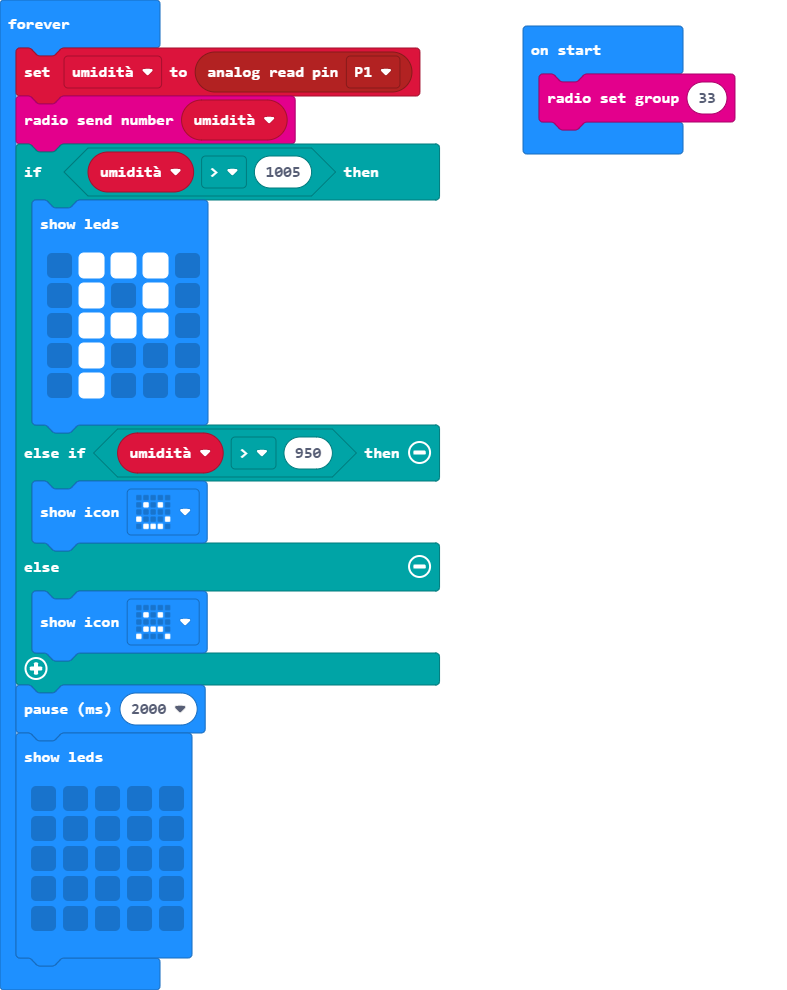 forever
set umidità to analog read pin P1
radio send number umidità
if umidità > 1005 then
show leds
else if umidità > 950 then
show icon
else
show icon
pause (ms) 2000
show leds
on start
radio set group 33